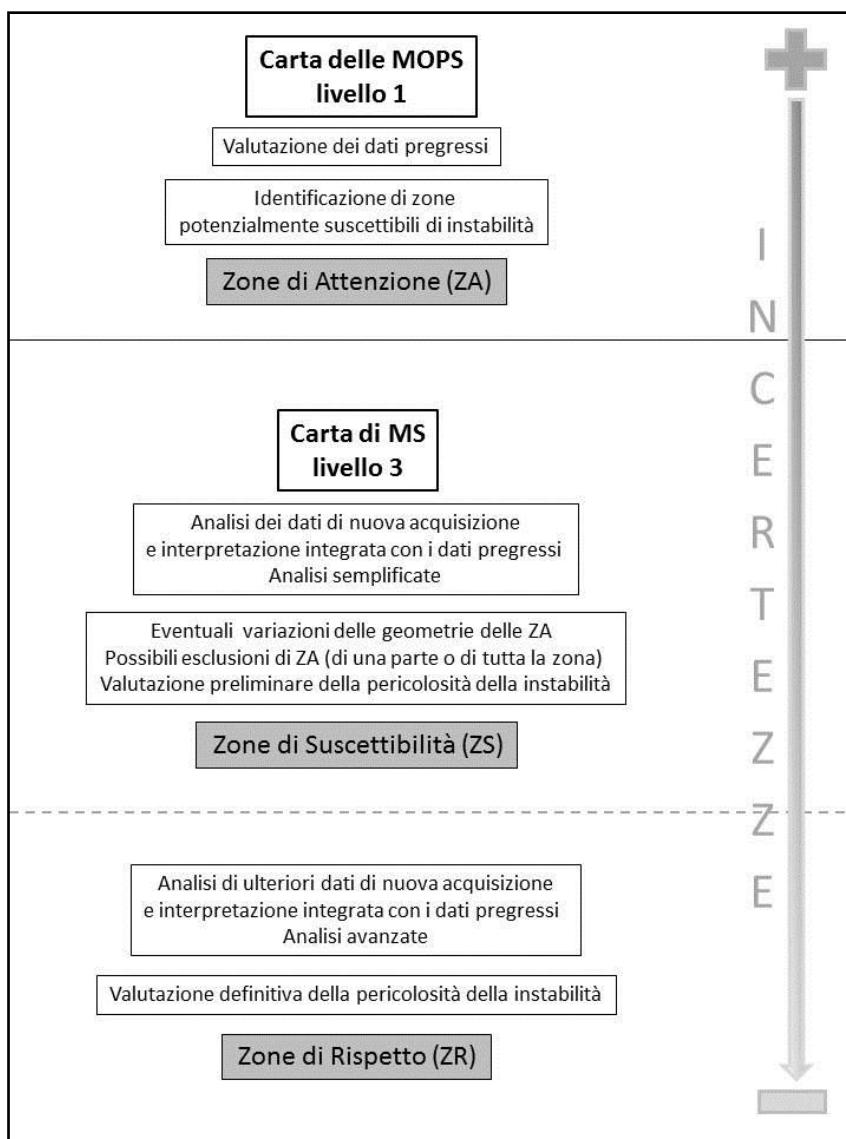 Carta delle MOPS
livello 1
Valutazione dei dati pregressi
Identificazione di zone
potenzialmente suscettibili di instabilità
Zone di Attenzione (ZA)
Carta di MS
livello 3
Analisi dei dati di nuova acquisizione
e interpretazione integrata con i dati pregressi
Analisi semplificate
Eventuali variazioni delle geometrie delle ZA
Possibili esclusioni di ZA (di una parte o di tutta la zona)
Valutazione preliminare della pericolosità della instabilità
Zone di Suscettibilità (ZS)
Analisi di ulteriori dati di nuova acquisizione
e interpretazione integrata con i dati pregressi
Analisi avanzate
Valutazione definitiva della pericolosità della instabilità
Zone di Rispetto (ZR)
INCERTEZZE